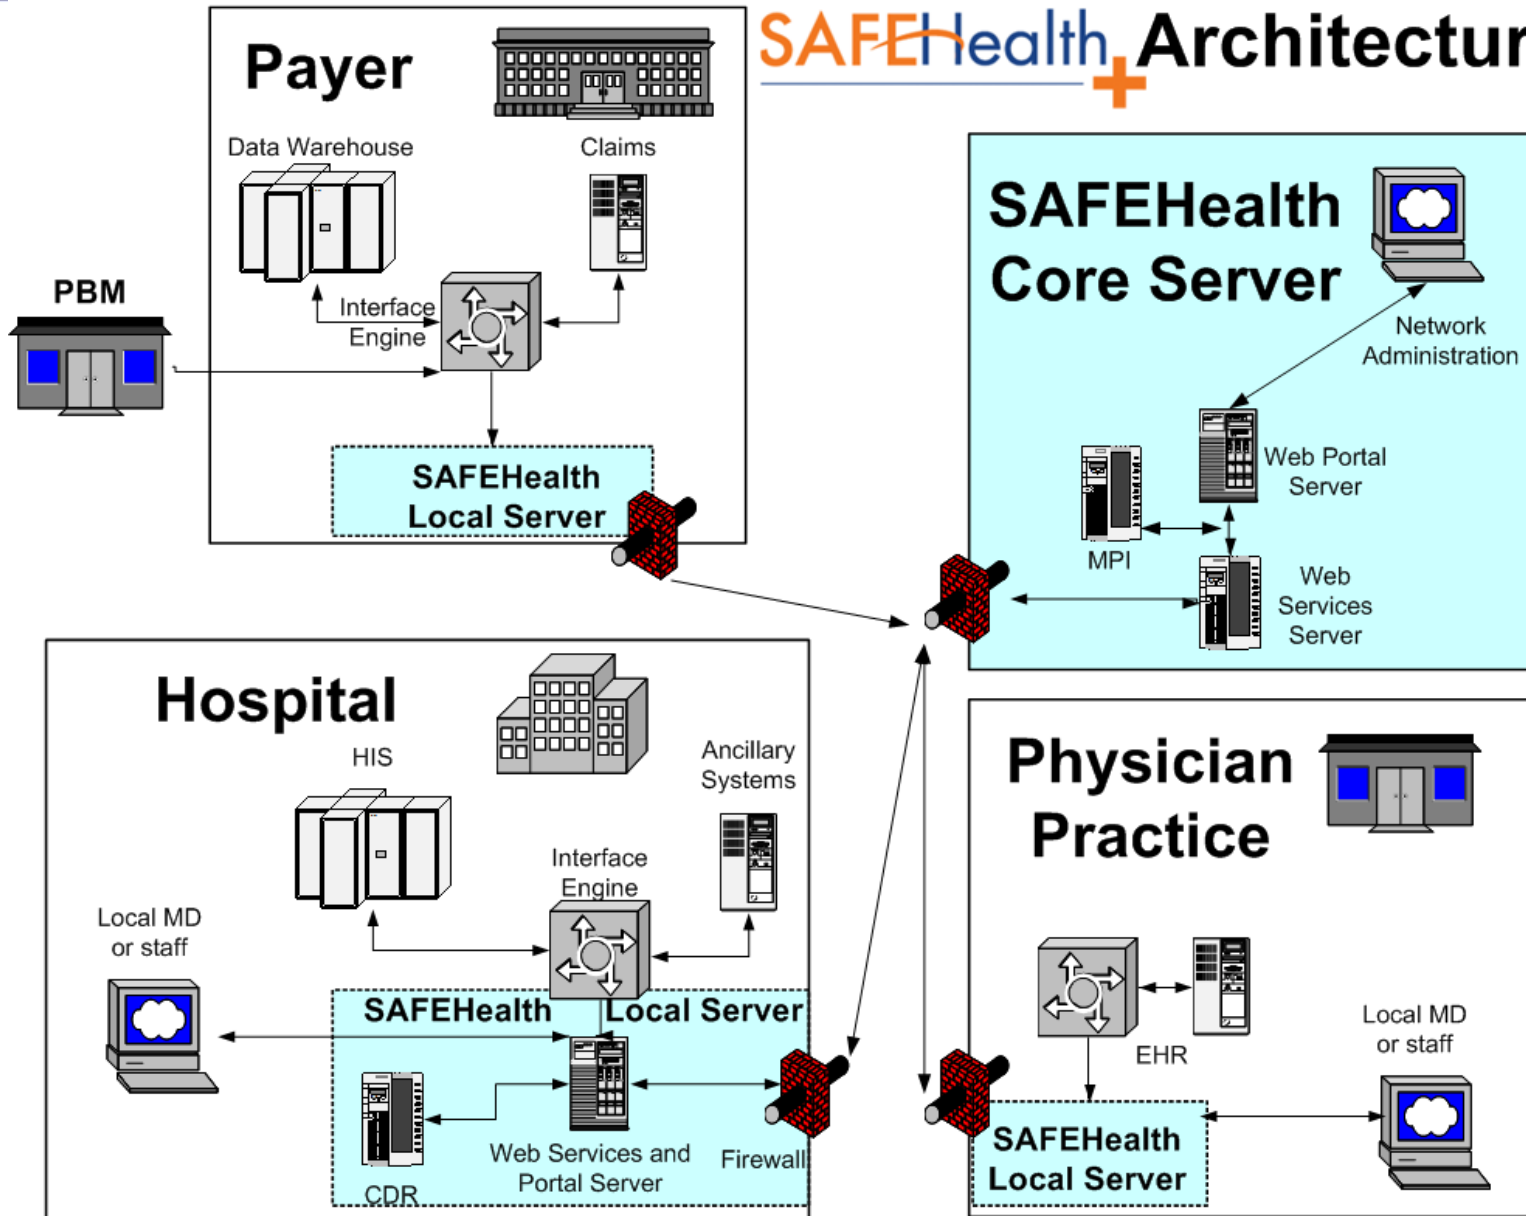 SAFEHealth Architectur
Payer
Data Warehouse
Claims
Interface
Engine
PBM
SAFEHealth
Local Server
SAFEHealth
Core Server
Network
Administration
Web Portal
Server
MPI
Web
Services
Server
Hospital
HIS
Ancillary
Systems
Interface
Engine
Local MD
or staff
SAFEHealth Local Server
CDR
Web Services and
Portal Server
Firewall
Physician
Practice
EHR
Local MD
or staff
SAFEHealth
Local Server